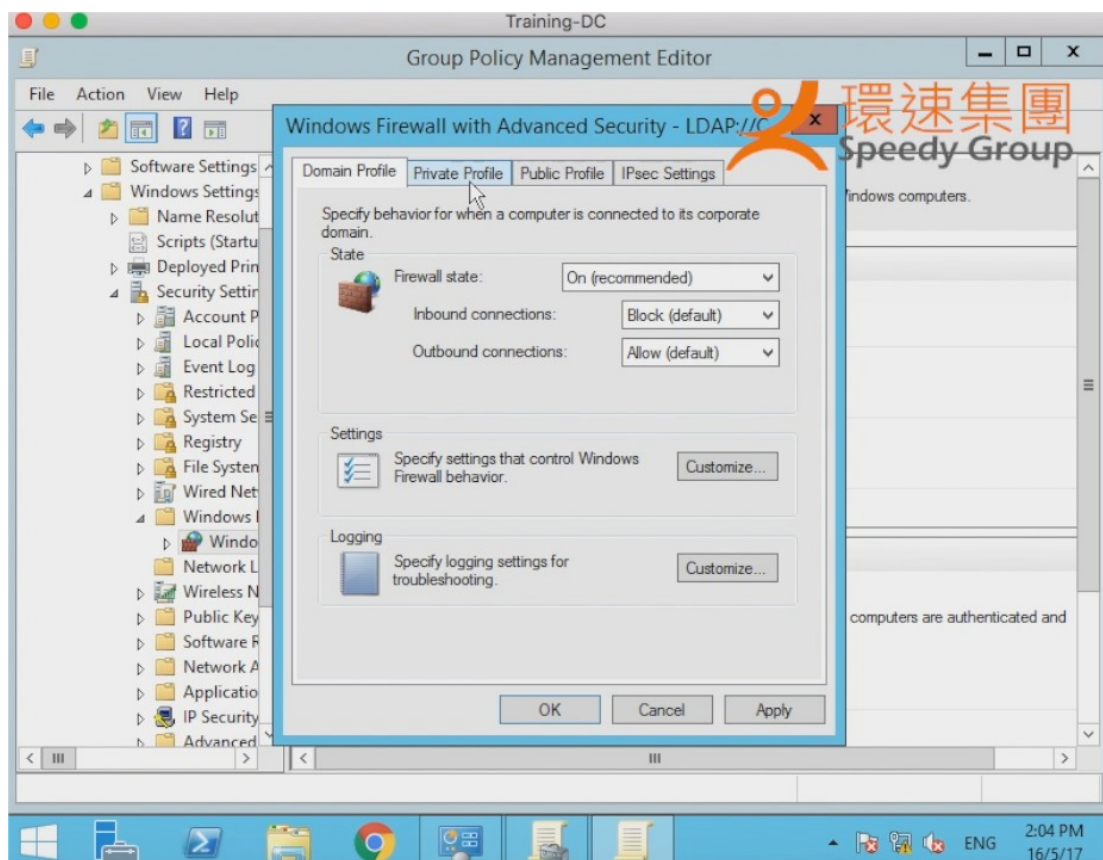 Training-DC
Group Policy Management Editor
File Action View Help
環速集團
Speedy Group
Windows Firewall with Advanced Security - LDAP://C
Software Settings
Windows Settings
Name Resolut
Scripts (Startu
Deployed Prin
Security Settin
Account P
Local Polic
Event Log
Restricted
System Se
Registry
File System
Wired Net
Windows
Windo
Network L
Wireless N
Public Key
Software R
Network A
Applicatio
IP Security
Advanced
Domain Profile Private Profile Public Profile IPsec Settings
Specify behavior for when a computer is connected to its corporate
domain.
State
Firewall state: On (recommended)
Inbound connections: Block (default)
Outbound connections: Allow (default)
Settings
Specify settings that control Windows
Firewall behavior.
Customize...
Logging
Specify logging settings for
troubleshooting.
Customize...
OK Cancel Apply
Windows computers.
computers are authenticated and
ENG
2:04 PM
16/5/17